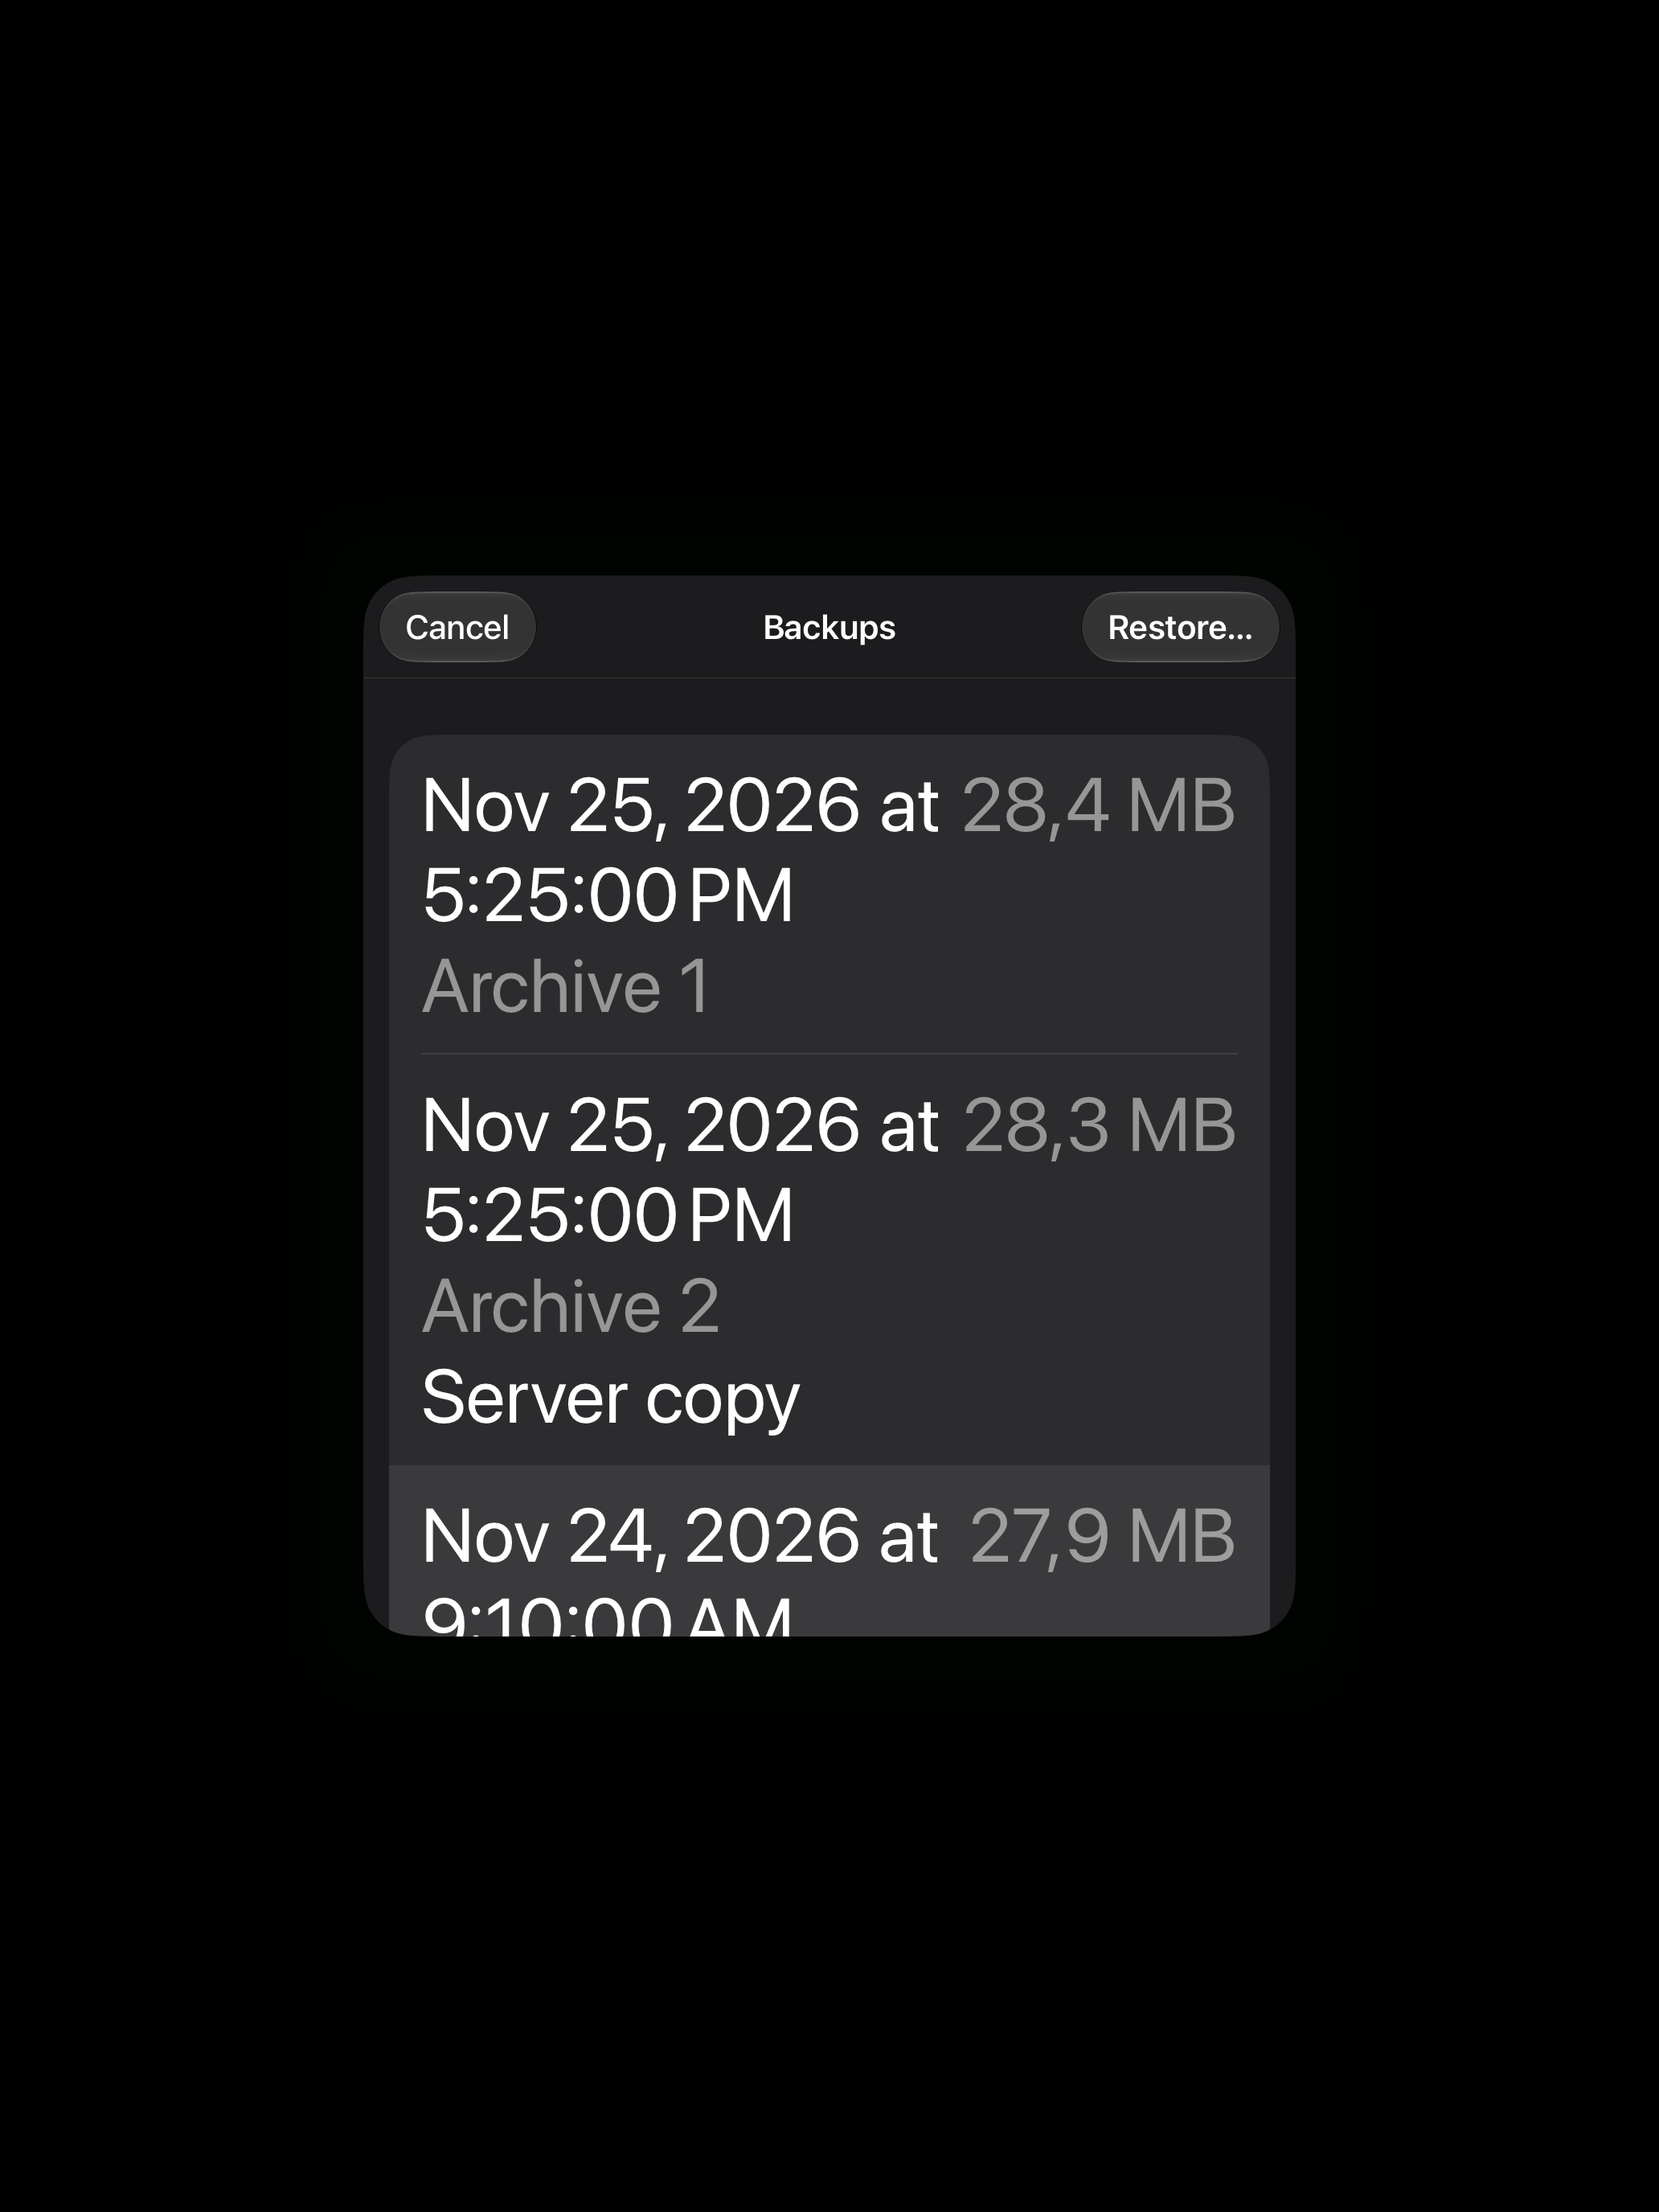 Cancel Backups Restore...
Nov 25, 2026 at 28,4 MB
5:25:00 PM
Archive 1
Nov 25, 2026 at 28,3 MB
5:25:00 PM
Archive 2
Server copy
Nov 24, 2026 at 27,9 MB
9:10:00 AM